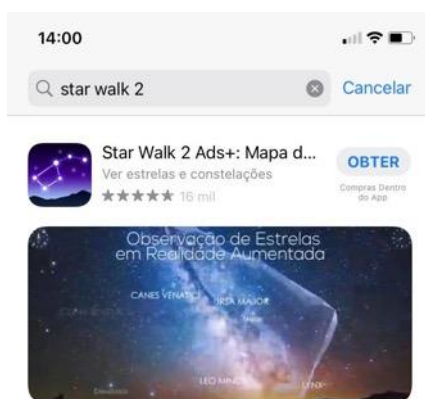 14:00
star walk 2
Cancelar
Star Walk 2 Ads+: Mapa d...
Ver estrelas e constelações
16 mil
OBTER
Compras Dentro
do App
Observação de Estrelas
em Realidade Aumentada
CANES VENATICI
URSA MAJOR
LEO MINOR
LYNX